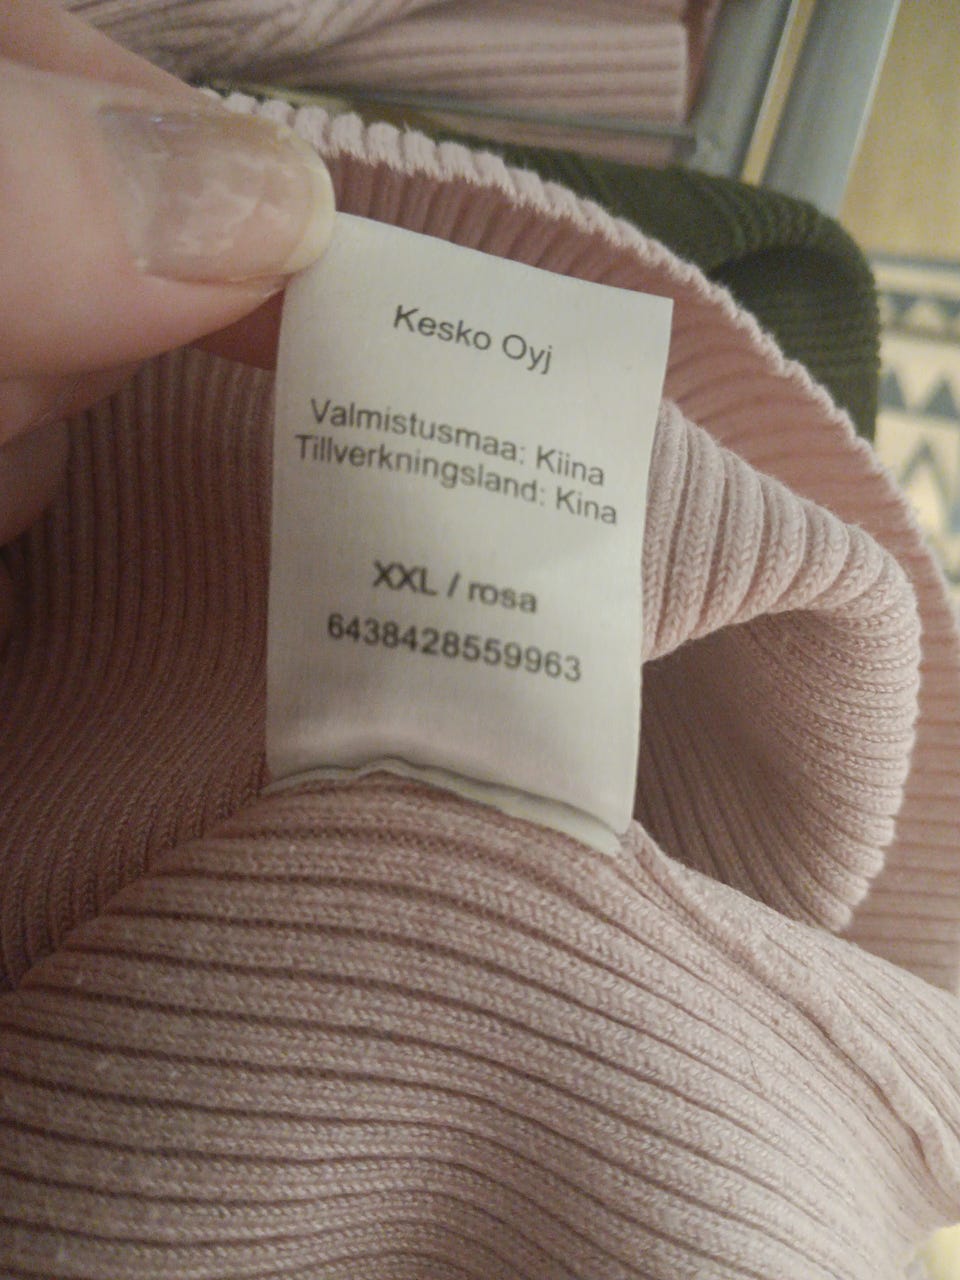 Kesko Oyj
Valmistusmaa: Kiina
Tillverkningsland: Kina
XXL / rosa
6438428559963